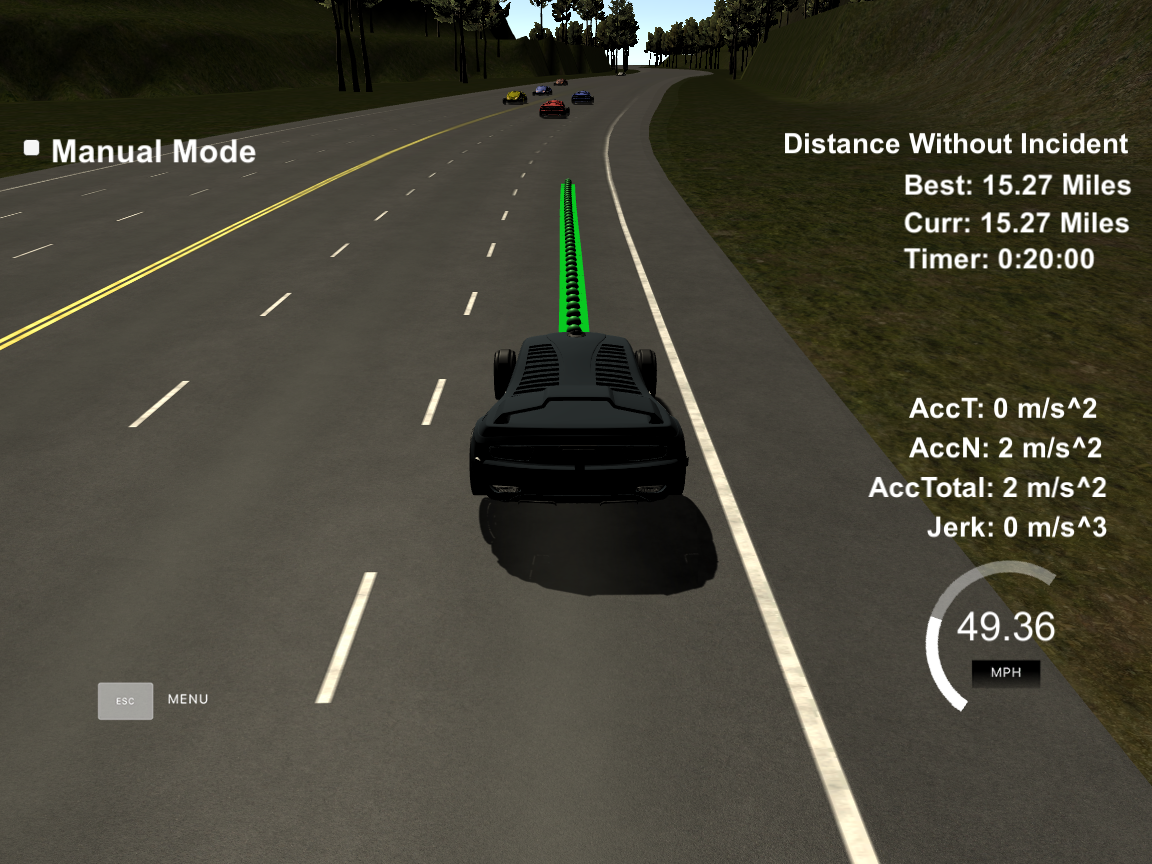 Manual Mode
Distance Without Incident
Best: 15.27 Miles
Curr: 15.27 Miles
Timer: 0:20:00
AccT: 0 m/s^2
AccN: 2 m/s^2
AccTotal: 2 m/s^2
Jerk: 0 m/s^3
49.36
MPH
ESC MENU